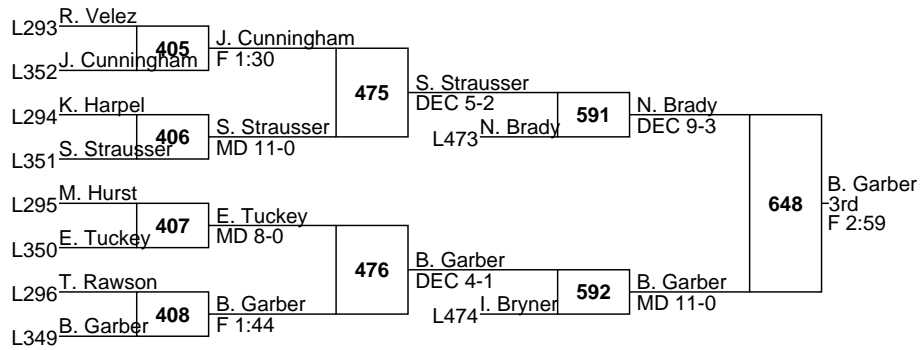 L293 R. Velez
405
L352 J. Cunningham
J. Cunningham
F 1:30
L294 K. Harpel
406
L351 S. Strausser
S. Strausser
MD 11-0
475
S. Strausser
DEC 5-2
L473 N. Brady
591
N. Brady
DEC 9-3
L295 M. Hurst
407
L350 E. Tuckey
E. Tuckey
MD 8-0
L296 T. Rawson
408
L349 B. Garber
B. Garber
F 1:44
476
B. Garber
DEC 4-1
L474 I. Bryner
592
B. Garber
MD 11-0
648
B. Garber
3rd
F 2:59